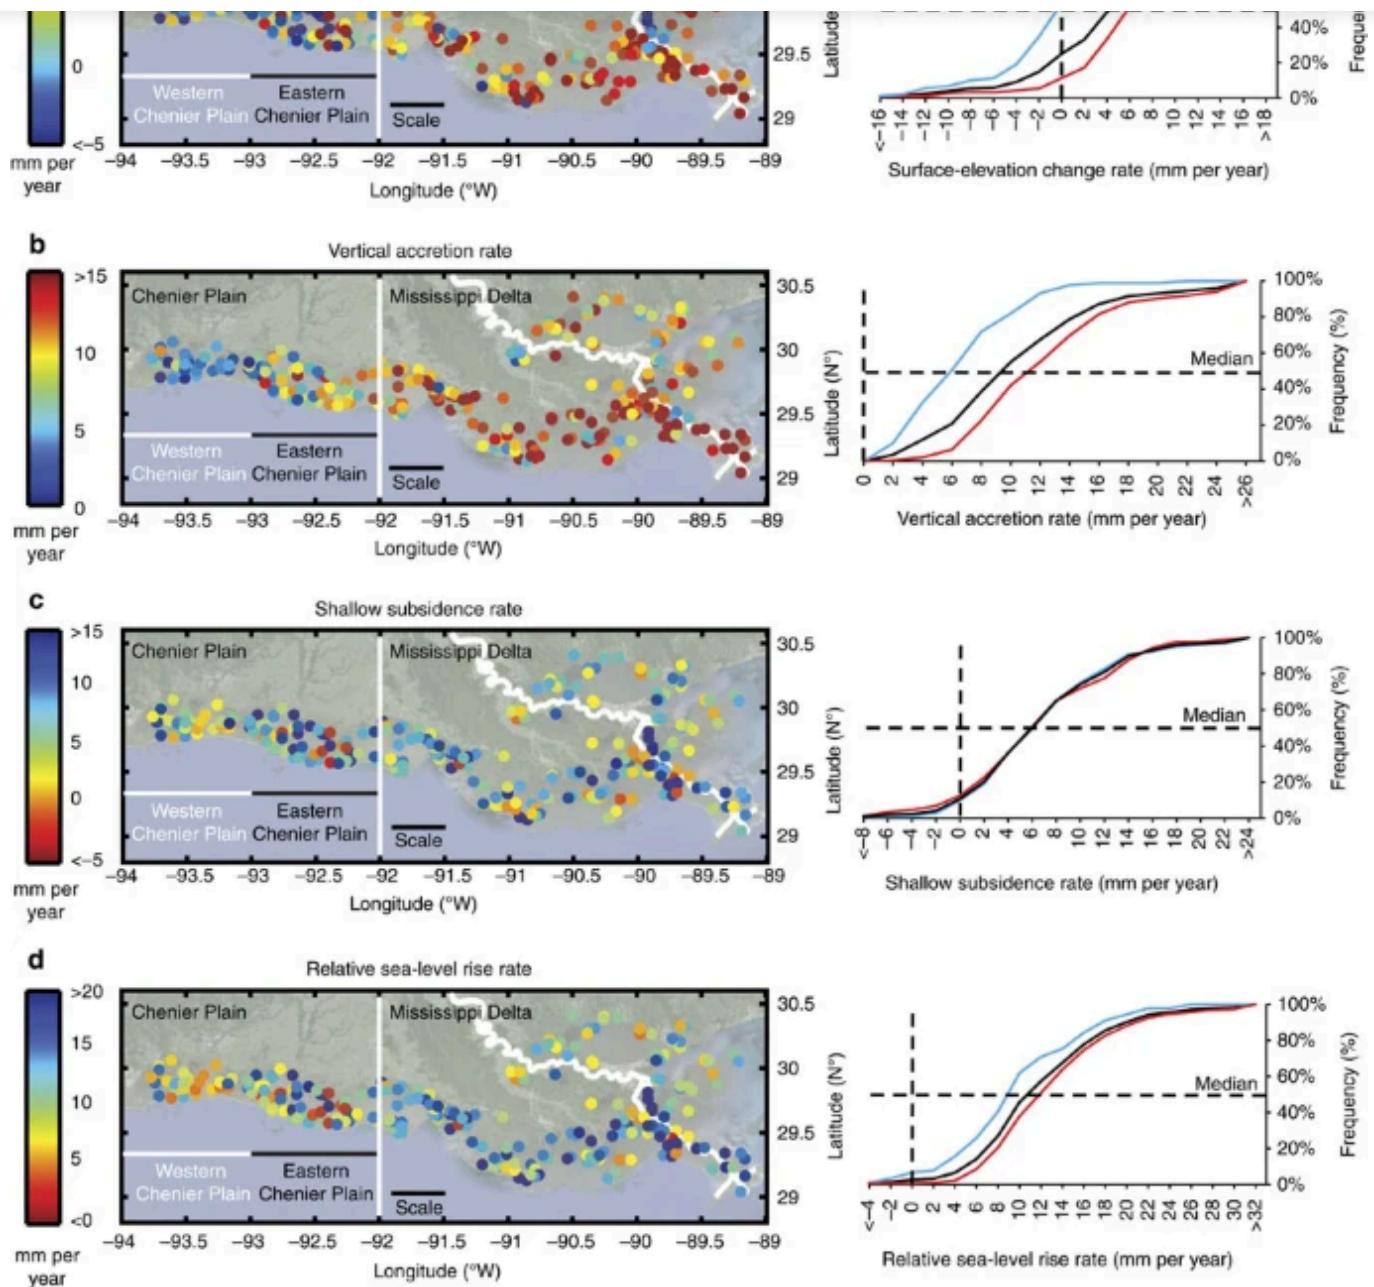 0
<–5
mm per
year
Western
Chenier Plain
Eastern
Chenier Plain
Scale
29.5
29
Latitude
–94 –93.5 –93 –92.5 –92 –91.5 –91 –90.5 –90 –89.5 –89
Longitude (°W)
40%
20%
0%
Freque
<–16 –14 –12 –10 –8 –6 –4 –2 0 2 4 6 8 10 12 14 16 >18
Surface-elevation change rate (mm per year)
b
Vertical accretion rate
>15
10
5
0
mm per
year
Chenier Plain
Mississippi Delta
Western
Chenier Plain
Eastern
Chenier Plain
Scale
30.5
30
29.5
29
Latitude (N°)
–94 –93.5 –93 –92.5 –92 –91.5 –91 –90.5 –90 –89.5 –89
Longitude (°W)
100%
80%
60%
40%
20%
0%
Frequency (%)
Median
0 2 4 6 8 10 12 14 16 18 20 22 24 >26
Vertical accretion rate (mm per year)
c
Shallow subsidence rate
>15
10
5
0
<–5
mm per
year
Chenier Plain
Mississippi Delta
Western
Chenier Plain
Eastern
Chenier Plain
Scale
30.5
30
29.5
29
Latitude (N°)
–94 –93.5 –93 –92.5 –92 –91.5 –91 –90.5 –90 –89.5 –89
Longitude (°W)
100%
80%
60%
40%
20%
0%
Frequency (%)
Median
<–8 –6 –4 –2 0 2 4 6 8 10 12 14 16 18 20 22 >24
Shallow subsidence rate (mm per year)
d
Relative sea-level rise rate
>20
15
10
5
<0
mm per
year
Chenier Plain
Mississippi Delta
Western
Chenier Plain
Eastern
Chenier Plain
Scale
30.5
30
29.5
29
Latitude (N°)
–94 –93.5 –93 –92.5 –92 –91.5 –91 –90.5 –90 –89.5 –89
Longitude (°W)
100%
80%
60%
40%
20%
0%
Frequency (%)
Median
<–4 –2 0 2 4 6 8 10 12 14 16 18 20 22 24 26 28 30 >32
Relative sea-level rise rate (mm per year)